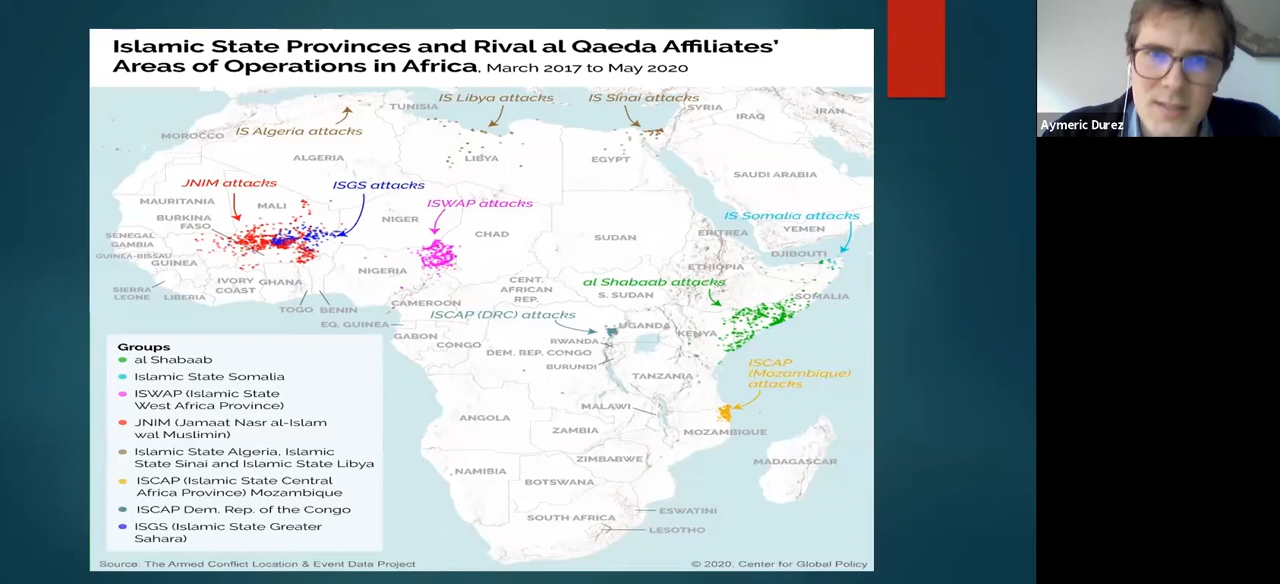 Islamic State Provinces and Rival al Qaeda Affiliates'
Areas of Operations in Africa, March 2017 to May 2020
Aymeric Durez
IS Libya attacks
IS Sinai attacks
TUNISIA
SYRIA
IRAN
IRAQ
IS Algeria attacks
MOROCCO
ALGERIA
LIBYA
EGYPT
SAUDI ARABIA
JNIM attacks
ISGS attacks
ISWAP attacks
MAURITANIA
MALI
NIGER
CHAD
SUDAN
ERITREA
YEMEN
IS Somalia attacks
BURKINA
FASO
SENEGAL
GAMBIA
GUINEA-BISSAU
GUINEA
NIGERIA
DJIBOUTI
ETHIOPIA
al Shabaab attacks
SIERRA
LEONE
LIBERIA
IVORY
COAST
GHANA
TOGO
BENIN
CENT.
AFRICAN
REP.
S. SUDAN
SOMALIA
CAMEROON
ISCAP (DRC) attacks
EQ. GUINEA
GABON
CONGO
DEM. REP. CONGO
UGANDA
KENYA
RWANDA
BURUNDI
TANZANIA
ISCAP
(Mozambique)
attacks
ANGOLA
MALAWI
ZAMBIA
MOZAMBIQUE
ZIMBABWE
MADAGASCAR
NAMIBIA
BOTSWANA
SOUTH AFRICA
ESWATINI
LESOTHO
Groups
al Shabaab
Islamic State Somalia
ISWAP (Islamic State
West Africa Province)
JNIM (Jamaat Nasr al-Islam
wal Muslimin)
Islamic State Algeria, Islamic
State Sinai and Islamic State Libya
ISCAP (Islamic State Central
Africa Province) Mozambique
ISCAP Dem. Rep. of the Congo
ISGS (Islamic State Greater
Sahara)
Source: The Armed Conflict Location & Event Data Project
© 2020, Center for Global Policy